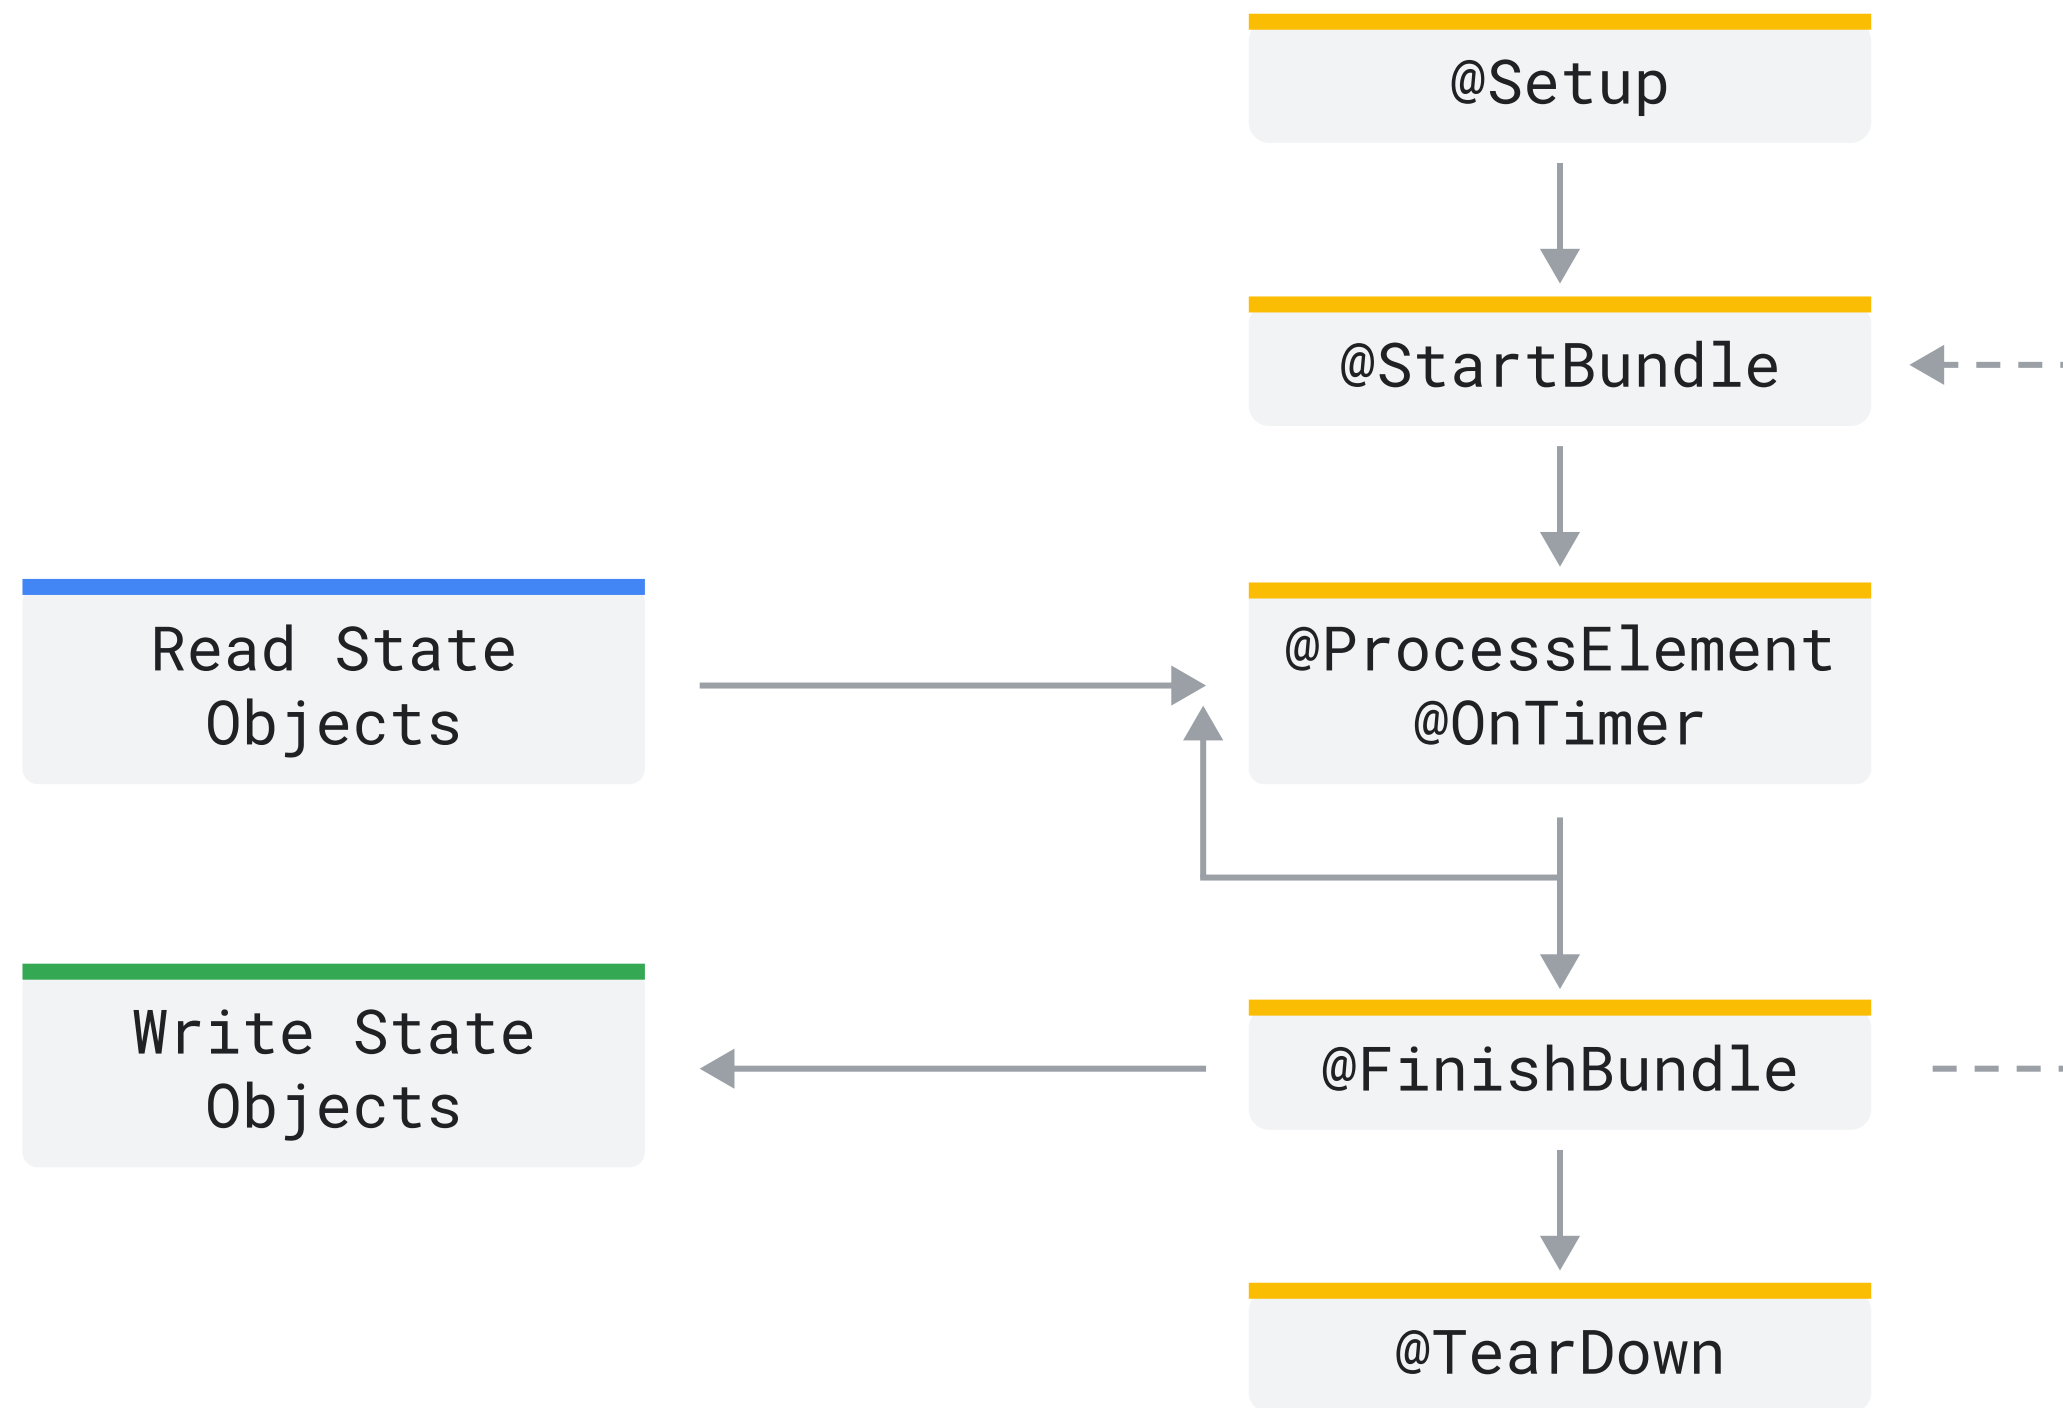 @Setup
@StartBundle
Read State
Objects
@ProcessElement
@OnTimer
Write State
Objects
@FinishBundle
@TearDown